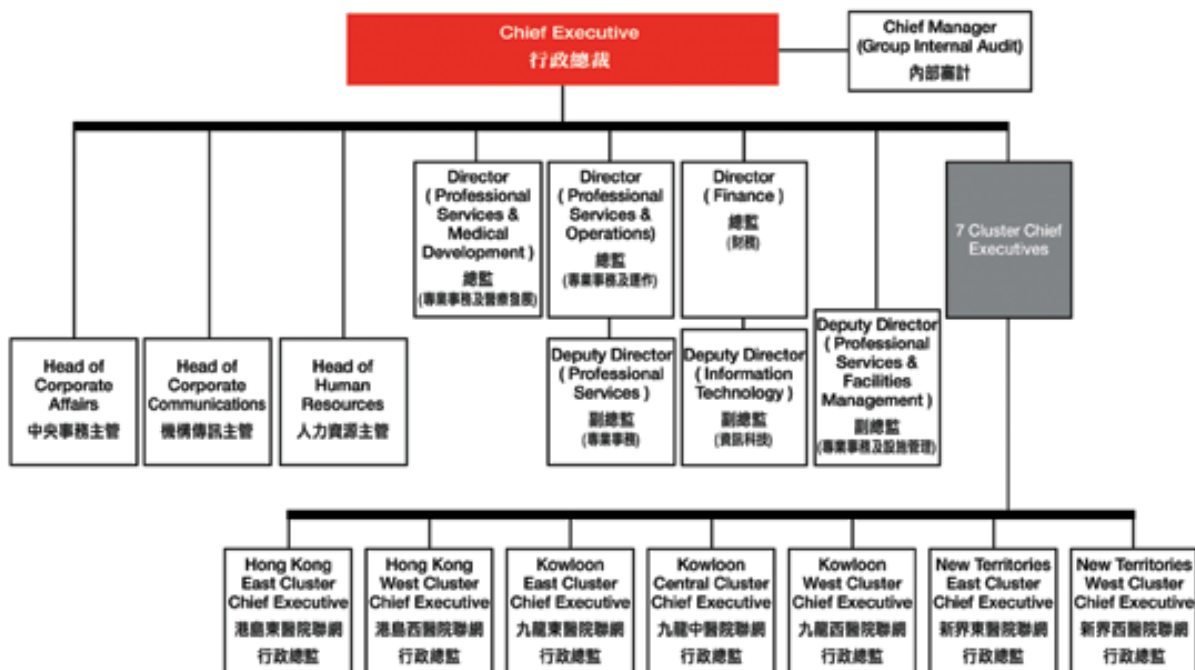 Chief Executive
行政總裁
Chief Manager
(Group Internal Audit)
內部審計
Director
( Professional
Services &
Medical
Development )
總監
(專業事務及醫療發展)
Director
( Professional
Services &
Operations)
總監
(專業事務及運作)
Director
( Finance )
總監
(財務)
7 Cluster Chief
Executives
Head of
Corporate
Affairs
中央事務主管
Head of
Corporate
Communications
機構傳訊主管
Head of
Human
Resources
人力資源主管
Deputy Director
( Professional
Services )
副總監
(專業事務)
Deputy Director
( Information
Technology )
副總監
(資訊科技)
Deputy Director
( Professional
Services &
Facilities
Management )
副總監
(專業事務及設施管理)
Hong Kong
East Cluster
Chief Executive
港島東醫院聯網
行政總監
Hong Kong
West Cluster
Chief Executive
港島西醫院聯網
行政總監
Kowloon
East Cluster
Chief Executive
九龍東醫院聯網
行政總監
Kowloon
Central Cluster
Chief Executive
九龍中醫院聯網
行政總監
Kowloon
West Cluster
Chief Executive
九龍西醫院聯網
行政總監
New Territories
East Cluster
Chief Executive
新界東醫院聯網
行政總監
New Territories
West Cluster
Chief Executive
新界西醫院聯網
行政總監